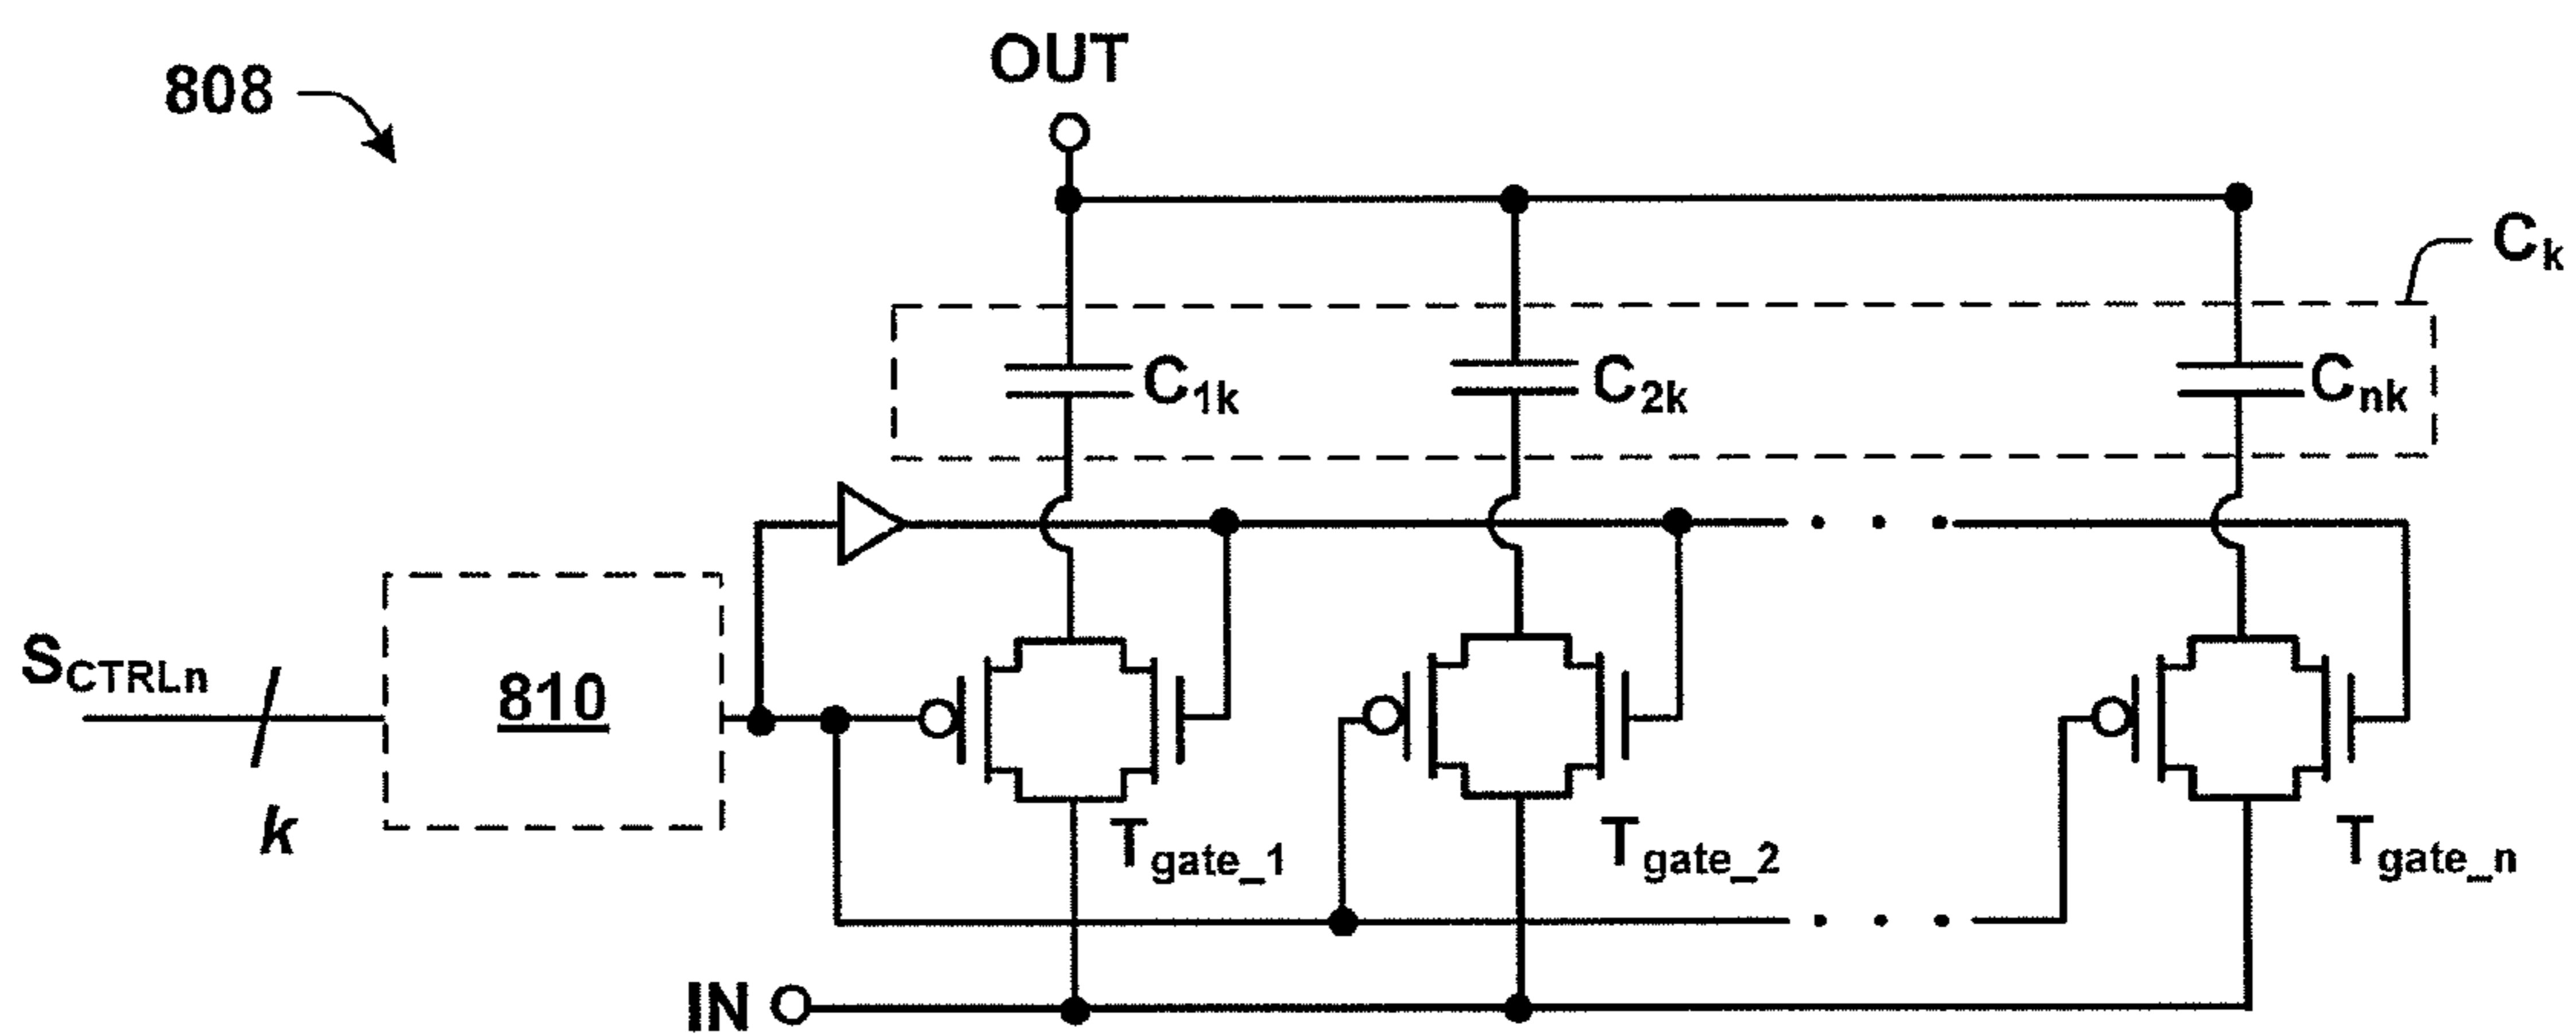 OUT
808
C_k
C_1k
C_2k
C_nk
S_CTRLn
810
k
T_gate_1
T_gate_2
T_gate_n
IN